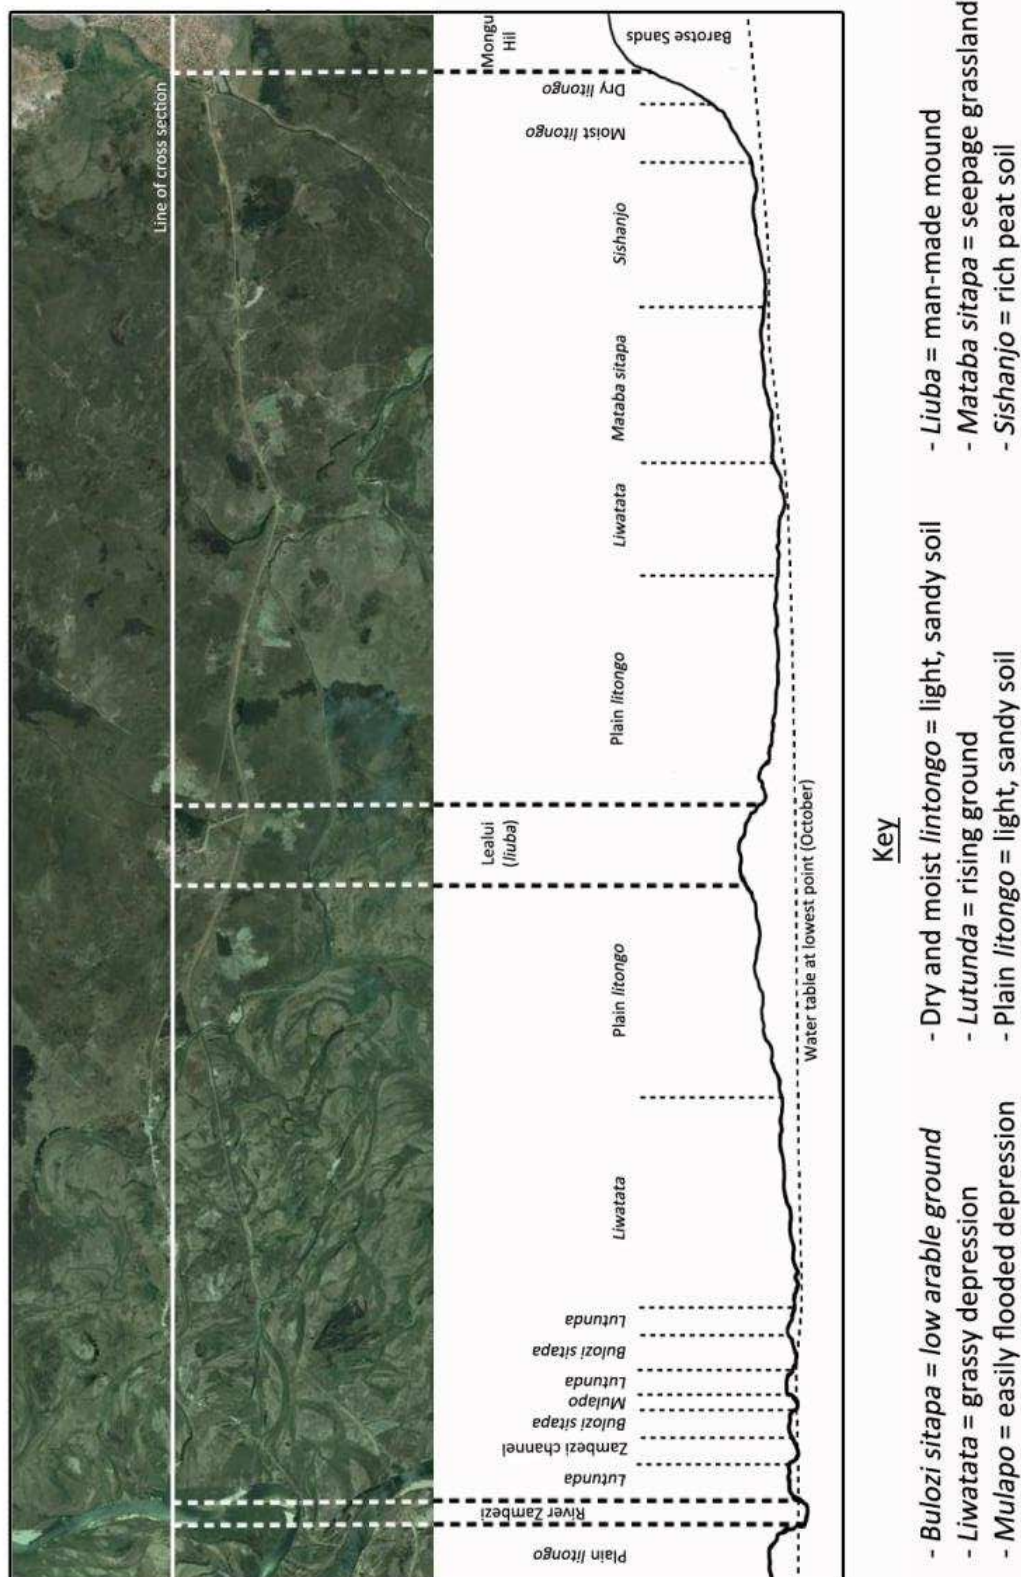 Line of cross section
Mongu
Hil
Barotse Sands
Dry litongo
Moist litongo
Sishanjo
Mataba sitapa
Liwatata
Plain litongo
Lealui
(liuba)
Plain litongo
Liwatata
Lutunda
Bulozi sitapa
Lutunda
Mulapo
Bulozi sitapa
Zambezi channel
Lutunda
River Zambezi
Plain litongo
Water table at lowest point (October)
Key
- Bulozi sitapa = low arable ground
- Liwatata = grassy depression
- Mulapo = easily flooded depression
- Dry and moist lintongo = light, sandy soil
- Lutunda = rising ground
- Plain litongo = light, sandy soil
- Liuba = man-made mound
- Mataba sitapa = seepage grassland
- Sishanjo = rich peat soil